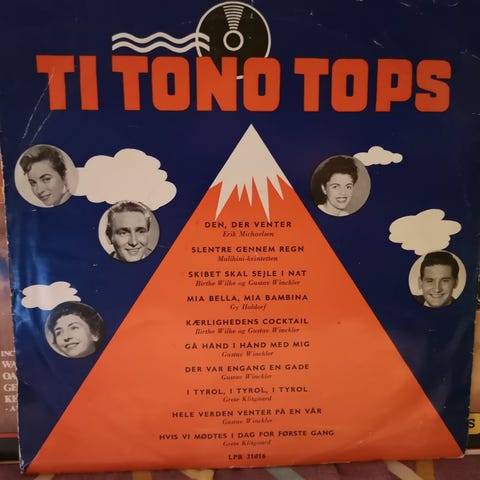 TI TONO TOPS
DEN, DER VENTER
Erik Michaelsen
SLENTRE GENNEM REGN
Malihini-kvintetten
SKIBET SKAL SEJLE I NAT
Birthe Wilke og Gustav Winckler
MIA BELLA, MIA BAMBINA
Gy Holdorf
KÆRLIGHEDENS COCKTAIL
Birthe Wilke og Gustav Winckler
GÅ HÅND I HÅND MED MIG
Gustav Winckler
DER VAR ENGANG EN GADE
Gustav Winckler
I TYROL, I TYROL, I TYROL
Grete Klitgaard
HELE VERDEN VENTER PÅ EN VÅR
Gustav Winckler
HVIS VI MØDTES I DAG FOR FØRSTE GANG
Grete Klitgaard
LPB 31016